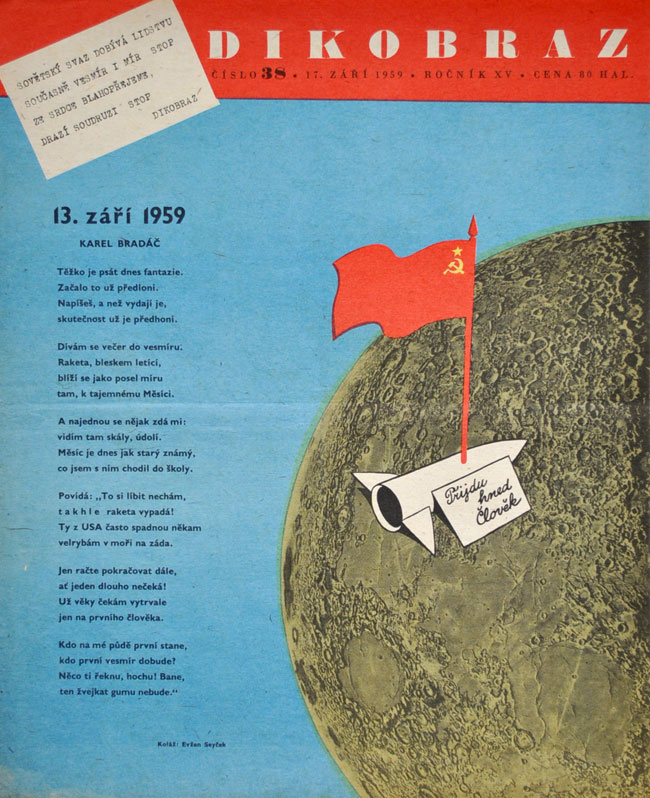 SOVĚTSKÝ SVAZ DOBÍVÁ LIDSTVU
SOUČASNĚ VESMÍR I MÍR STOP
ZE SRDCE BLAHOPŘEJEME,
DRAZÍ SOUDRUZI STOP
DIKOBRAZ
DIKOBRAZ
ČÍSLO 38 • 17. ZÁŘÍ 1959 • ROČNÍK XV • CENA 80 HAL.
13. září 1959
KAREL BRADÁČ
Těžko je psát dnes fantazie.
Začalo to už předloni.
Napíšeš, a než vydají je,
skutečnost už je předhoní.
Dívám se večer do vesmíru.
Raketa, bleskem letící,
blíží se jako posel míru
tam, k tajemnému Měsíci.
A najednou se nějak zdá mi:
vidím tam skály, údolí.
Měsíc je dnes jak starý známý,
co jsem s ním chodil do školy.
Povídá: „To si líbit nechám,
takhle raketa vypadá!
Ty z USA často spadnou někam
velrybám v moři na záda.
Jen račte pokračovat dále,
ať jeden dlouho nečeká!
Už věky čekám vytrvale
jen na prvního člověka.
Kdo na mé půdě první stane,
kdo první vesmír dobude?
Něco ti řeknu, hochu! Bane,
ten žvejkat gumu nebude.“
Přijdu
hned
Člověk
Koláž: Evžen Seyček